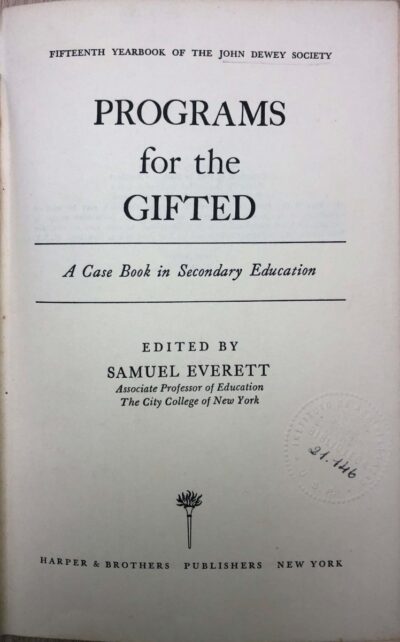 FIFTEENTH YEARBOOK OF THE JOHN DEWEY SOCIETY
PROGRAMS
for the
GIFTED
A Case Book in Secondary Education
EDITED BY
SAMUEL EVERETT
Associate Professor of Education
The City College of New York
21.146
HARPER & BROTHERS PUBLISHERS NEW YORK